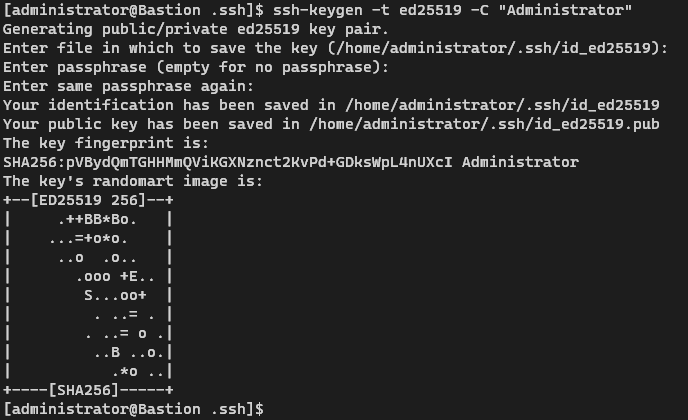 [administrator@Bastion .ssh]$ ssh-keygen -t ed25519 -C "Administrator"
Generating public/private ed25519 key pair.
Enter file in which to save the key (/home/administrator/.ssh/id_ed25519):
Enter passphrase (empty for no passphrase):
Enter same passphrase again:
Your identification has been saved in /home/administrator/.ssh/id_ed25519
Your public key has been saved in /home/administrator/.ssh/id_ed25519.pub
The key fingerprint is:
SHA256:pVBydQmTGHHMmQViKGXNznct2KvPd+GDksWpL4nUXcI Administrator
The key's randomart image is:
+--[ED25519 256]--+
|     .++BB*Bo.   |
|    ...=+o*o.    |
|     ..o  .o..   |
|       .ooo +E.. |
|        S...oo+  |
|         . ..= . |
|        . ..= o .|
|         ..B ..o.|
|           .*o ..|
+----[SHA256]-----+
[administrator@Bastion .ssh]$